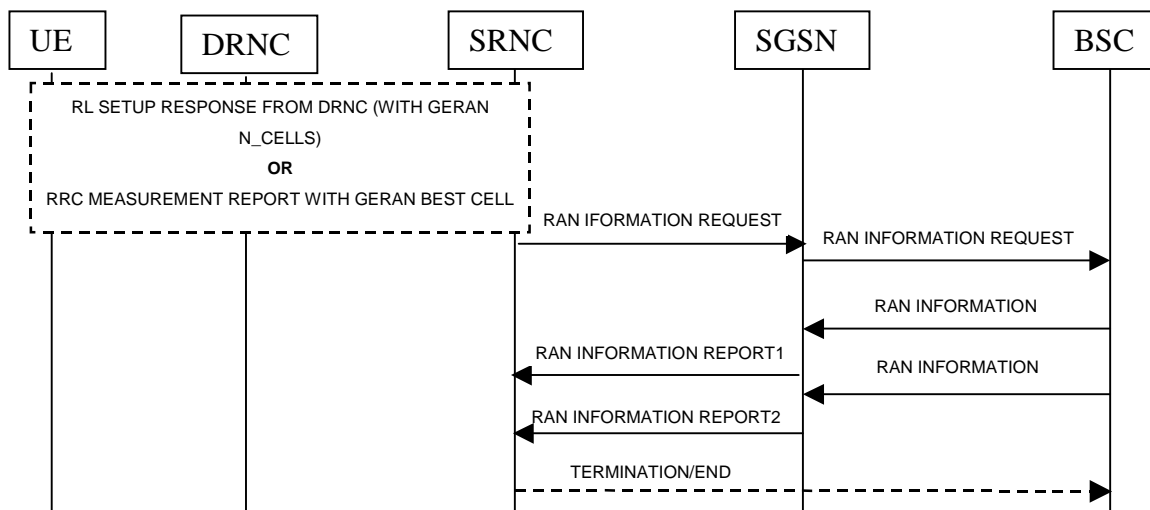 UE
DRNC
SRNC
SGSN
BSC
RL SETUP RESPONSE FROM DRNC (WITH GERAN
N_CELLS)
OR
RRC MEASUREMENT REPORT WITH GERAN BEST CELL
RAN IFORMATION REQUEST
RAN INFORMATION REQUEST
RAN INFORMATION
RAN INFORMATION REPORT1
RAN INFORMATION
RAN INFORMATION REPORT2
TERMINATION/END